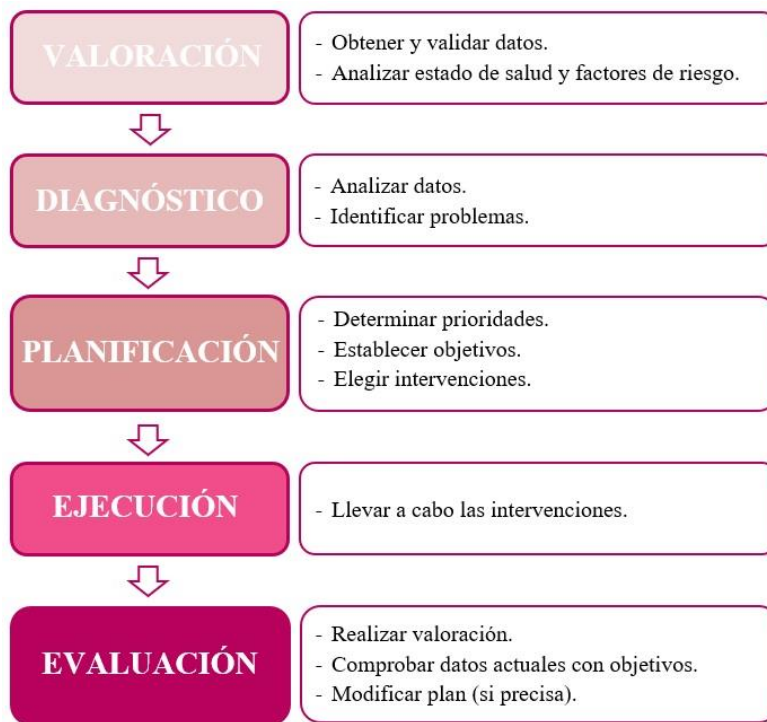 VALORACIÓN
- Obtener y validar datos.
- Analizar estado de salud y factores de riesgo.
DIAGNÓSTICO
- Analizar datos.
- Identificar problemas.
PLANIFICACIÓN
- Determinar prioridades.
- Establecer objetivos.
- Elegir intervenciones.
EJECUCIÓN
- Llevar a cabo las intervenciones.
EVALUACIÓN
- Realizar valoración.
- Comprobar datos actuales con objetivos.
- Modificar plan (si precisa).